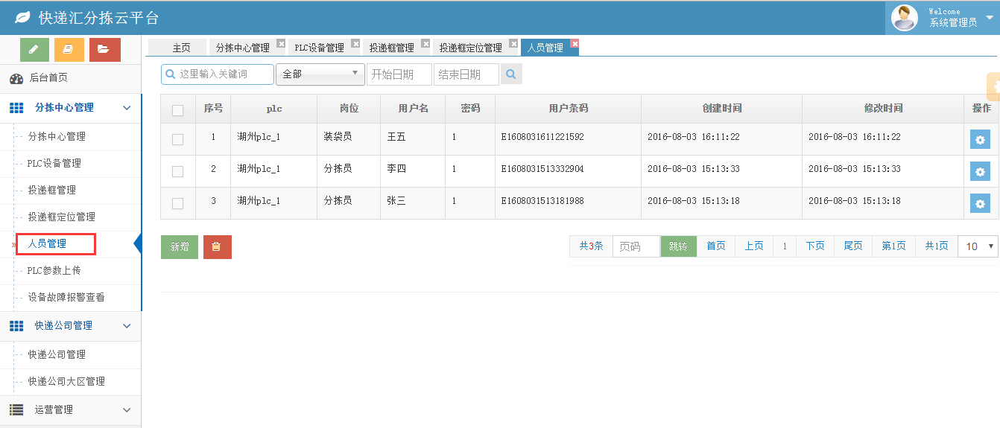 快递汇分拣云平台
Welcome
系统管理员
后台首页
分拣中心管理
分拣中心管理
PLC设备管理
投递框管理
投递框定位管理
人员管理
PLC参数上传
设备故障报警查看
快递公司管理
快递公司管理
快递公司大区管理
运营管理
主页 分拣中心管理 PLC设备管理 投递框管理 投递框定位管理 人员管理
这里输入关键词 全部 开始日期 结束日期
序号 plc 岗位 用户名 密码 用户条码 创建时间 修改时间 操作
1 湖州plc_1 装袋员 王五 1 E1608031611221592 2016-08-03 16:11:22 2016-08-03 16:11:22
2 湖州plc_1 分拣员 李四 1 E1608031513332904 2016-08-03 15:13:33 2016-08-03 15:13:33
3 湖州plc_1 分拣员 张三 1 E1608031513181988 2016-08-03 15:13:18 2016-08-03 15:13:18
新增 共3条 页码 跳转 首页 上页 1 下页 尾页 第1页 共1页 10